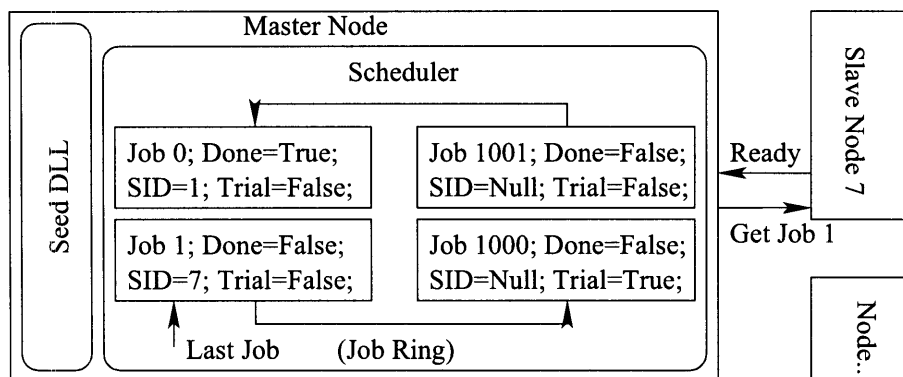 Master Node
Seed DLL
Scheduler
Job 0; Done=True;
SID=1; Trial=False;
Job 1001; Done=False;
SID=Null; Trial=False;
Job 1; Done=False;
SID=7; Trial=False;
Job 1000; Done=False;
SID=Null; Trial=True;
Last Job
(Job Ring)
Ready
Get Job 1
Slave Node 7
Node..